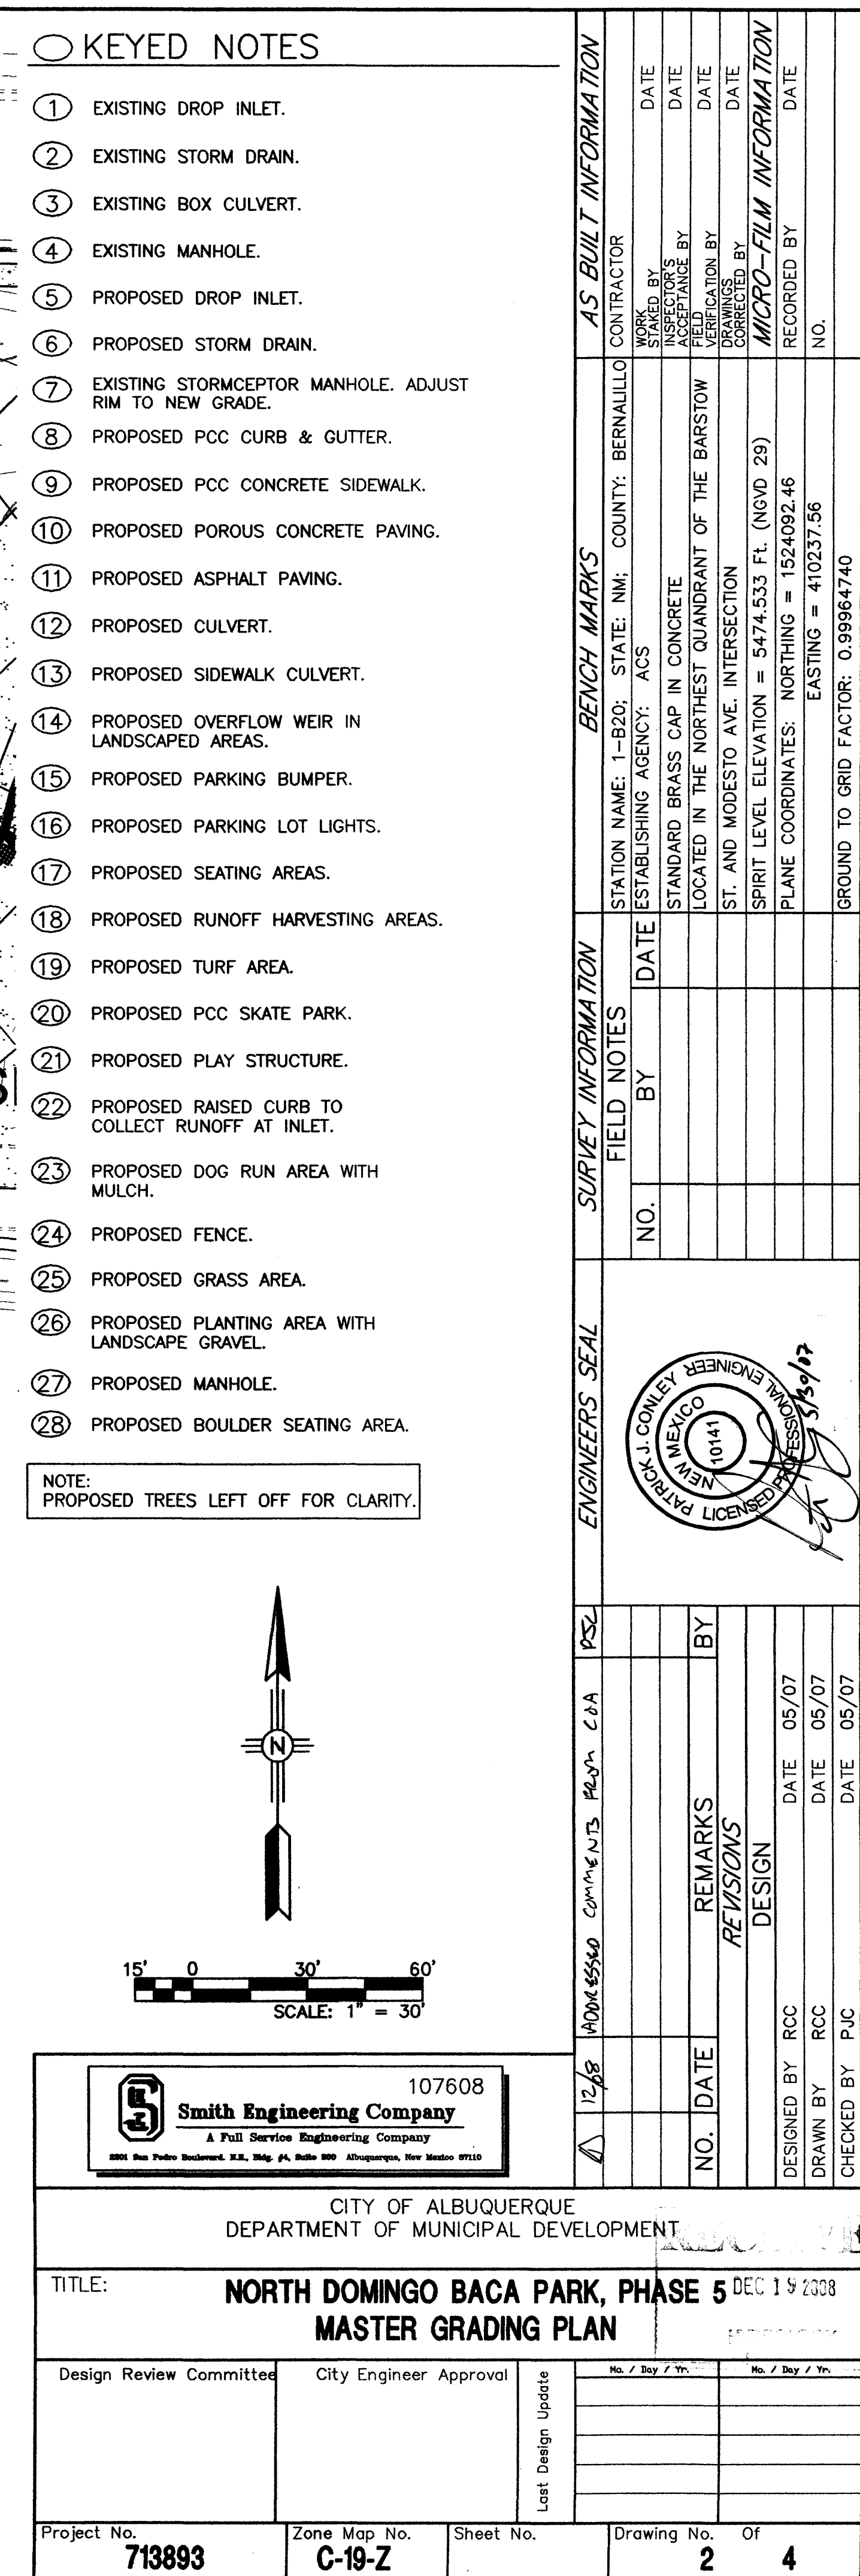 KEYED NOTES
1 EXISTING DROP INLET.
2 EXISTING STORM DRAIN.
3 EXISTING BOX CULVERT.
4 EXISTING MANHOLE.
5 PROPOSED DROP INLET.
6 PROPOSED STORM DRAIN.
7 EXISTING STORMCEPTOR MANHOLE. ADJUST
RIM TO NEW GRADE.
8 PROPOSED PCC CURB & GUTTER.
9 PROPOSED PCC CONCRETE SIDEWALK.
10 PROPOSED POROUS CONCRETE PAVING.
11 PROPOSED ASPHALT PAVING.
12 PROPOSED CULVERT.
13 PROPOSED SIDEWALK CULVERT.
14 PROPOSED OVERFLOW WEIR IN
LANDSCAPED AREAS.
15 PROPOSED PARKING BUMPER.
16 PROPOSED PARKING LOT LIGHTS.
17 PROPOSED SEATING AREAS.
18 PROPOSED RUNOFF HARVESTING AREAS.
19 PROPOSED TURF AREA.
20 PROPOSED PCC SKATE PARK.
21 PROPOSED PLAY STRUCTURE.
22 PROPOSED RAISED CURB TO
COLLECT RUNOFF AT INLET.
23 PROPOSED DOG RUN AREA WITH
MULCH.
24 PROPOSED FENCE.
25 PROPOSED GRASS AREA.
26 PROPOSED PLANTING AREA WITH
LANDSCAPE GRAVEL.
27 PROPOSED MANHOLE.
28 PROPOSED BOULDER SEATING AREA.
NOTE:
PROPOSED TREES LEFT OFF FOR CLARITY.
N
15' 0 30' 60'
SCALE: 1" = 30'
AS BUILT INFORMATION
CONTRACTOR
WORK
STAKED BY DATE
INSPECTOR'S
ACCEPTANCE BY DATE
FIELD
VERIFICATION BY DATE
DRAWINGS
CORRECTED BY DATE
MICRO-FILM INFORMATION
RECORDED BY DATE
NO.
BENCH MARKS
STATION NAME: 1-B20; STATE: NM; COUNTY: BERNALILLO
ESTABLISHING AGENCY: ACS
STANDARD BRASS CAP IN CONCRETE
LOCATED IN THE NORTHEST QUANDRANT OF THE BARSTOW
ST. AND MODESTO AVE. INTERSECTION
SPIRIT LEVEL ELEVATION = 5474.533 Ft. (NGVD 29)
PLANE COORDINATES: NORTHING = 1524092.46
EASTING = 410237.56
GROUND TO GRID FACTOR: 0.99964740
SURVEY INFORMATION
FIELD NOTES
NO. BY DATE
ENGINEERS SEAL
PATRICK J. CONLEY
NEW MEXICO
10141
LICENSED PROFESSIONAL ENGINEER
5/30/07
12/08 ADDRESSED COMMENTS FROM COA PJC
NO. DATE REMARKS BY
REVISIONS
DESIGN
DESIGNED BY RCC DATE 05/07
DRAWN BY RCC DATE 05/07
CHECKED BY PJC DATE 05/07
107608
Smith Engineering Company
A Full Service Engineering Company
2201 San Pedro Boulevard. N.E., Bldg. #4, Suite 200 Albuquerque, New Mexico 87110
CITY OF ALBUQUERQUE
DEPARTMENT OF MUNICIPAL DEVELOPMENT
TITLE:
NORTH DOMINGO BACA PARK, PHASE 5
MASTER GRADING PLAN
DEC 19 2008
Design Review Committee
City Engineer Approval
Last Design Update
Mo. / Day / Yr. Mo. / Day / Yr.
Project No.
713893
Zone Map No.
C-19-Z
Sheet No.
Drawing No. Of
2 4